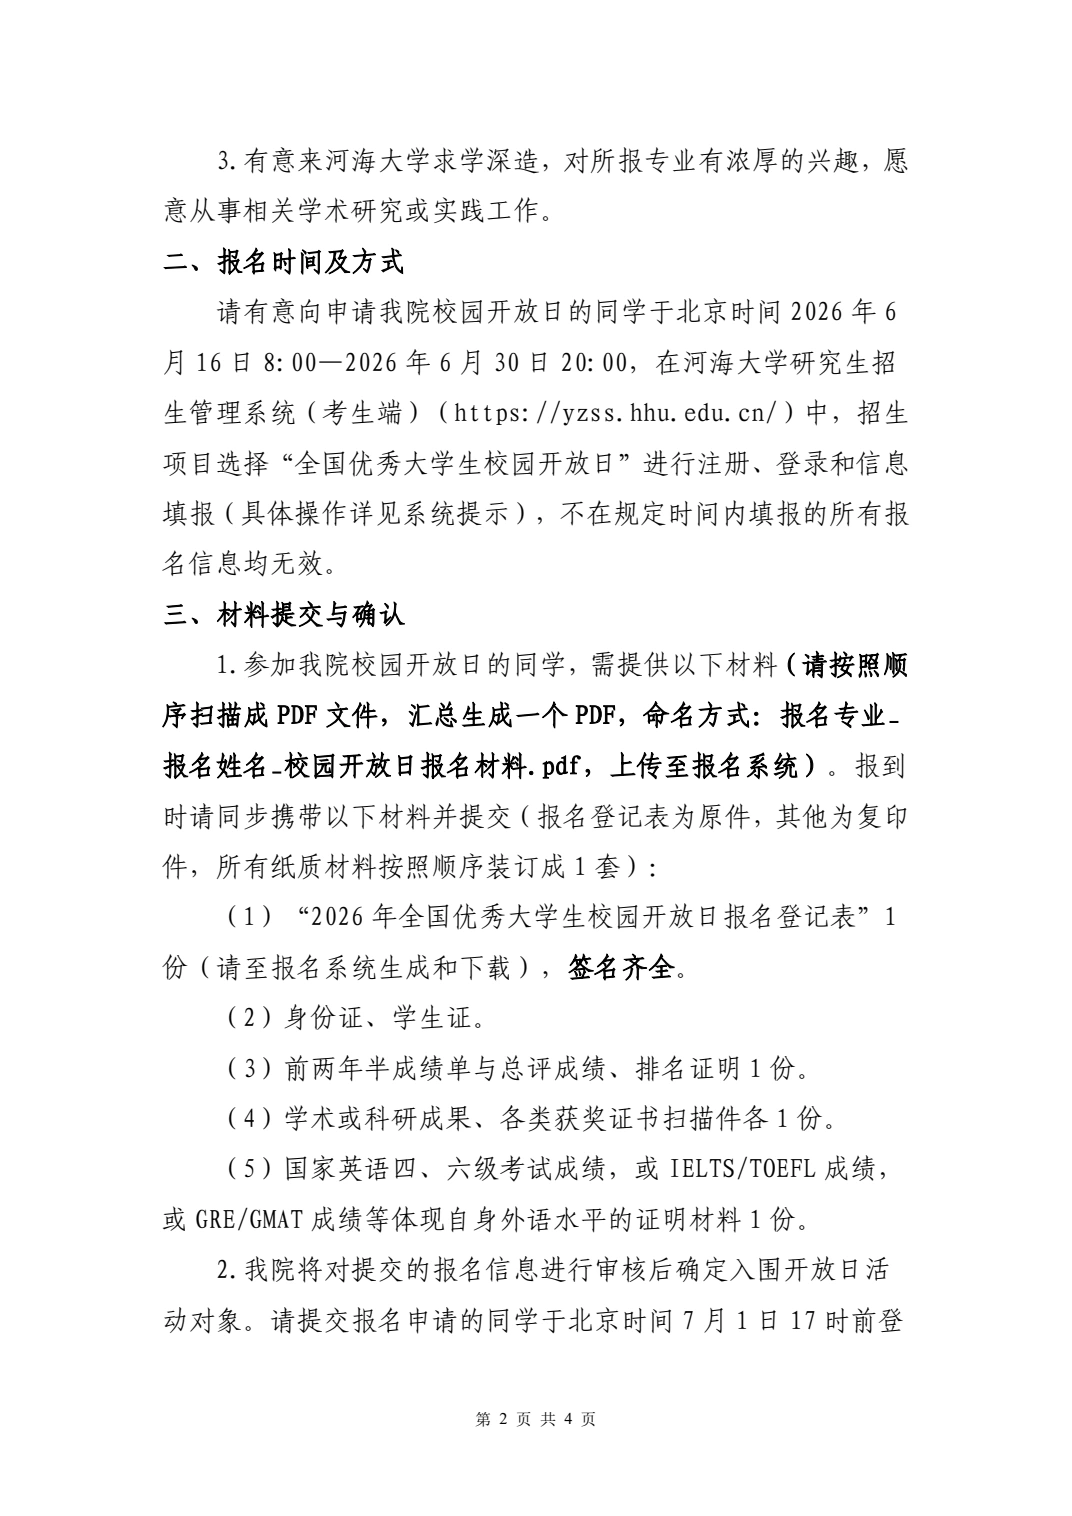 3.有意来河海大学求学深造，对所报专业有浓厚的兴趣，愿
意从事相关学术研究或实践工作。
二、报名时间及方式
请有意向申请我院校园开放日的同学于北京时间 2026 年 6
月 16 日 8:00—2026 年 6 月 30 日 20:00，在河海大学研究生招
生管理系统（考生端）（https://yzss.hhu.edu.cn/）中，招生
项目选择“全国优秀大学生校园开放日”进行注册、登录和信息
填报（具体操作详见系统提示），不在规定时间内填报的所有报
名信息均无效。
三、材料提交与确认
1.参加我院校园开放日的同学，需提供以下材料（请按照顺
序扫描成 PDF 文件，汇总生成一个 PDF，命名方式：报名专业_
报名姓名_校园开放日报名材料.pdf，上传至报名系统）。报到
时请同步携带以下材料并提交（报名登记表为原件，其他为复印
件，所有纸质材料按照顺序装订成 1 套）：
（1）“2026 年全国优秀大学生校园开放日报名登记表”1
份（请至报名系统生成和下载），签名齐全。
（2）身份证、学生证。
（3）前两年半成绩单与总评成绩、排名证明 1 份。
（4）学术或科研成果、各类获奖证书扫描件各 1 份。
（5）国家英语四、六级考试成绩，或 IELTS/TOEFL 成绩，
或 GRE/GMAT 成绩等体现自身外语水平的证明材料 1 份。
2.我院将对提交的报名信息进行审核后确定入围开放日活
动对象。请提交报名申请的同学于北京时间 7 月 1 日 17 时前登
第 2 页 共 4 页